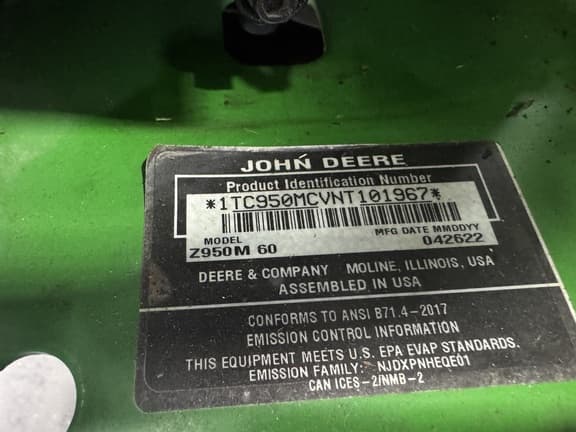 JOHN DEERE
Product Identification Number
*1TC950MCVNT101967*
MODEL MFG DATE MMDDYY
Z950M 60 042622
DEERE & COMPANY MOLINE, ILLINOIS, USA
ASSEMBLED IN USA
CONFORMS TO ANSI B71.4-2017
EMISSION CONTROL INFORMATION
THIS EQUIPMENT MEETS U.S. EPA EVAP STANDARDS.
EMISSION FAMILY: NJDXPNHEQE01
CAN ICES-2/NMB-2